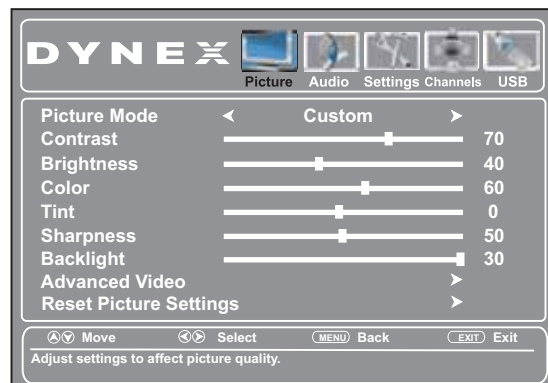 DYNEX
Picture Audio Settings Channels USB
Picture Mode Custom
Contrast 70
Brightness 40
Color 60
Tint 0
Sharpness 50
Backlight 30
Advanced Video
Reset Picture Settings
Move Select MENU Back EXIT Exit
Adjust settings to affect picture quality.